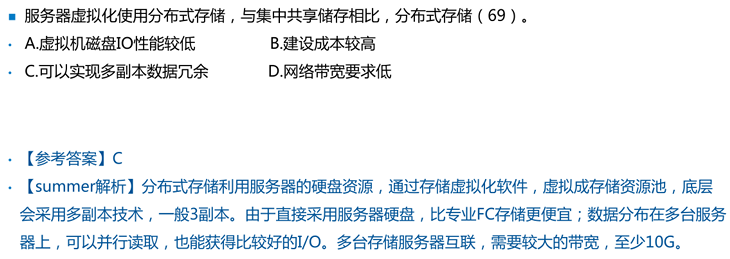 ▪ 服务器虚拟化使用分布式存储，与集中共享储存相比，分布式存储（69）。
• A.虚拟机磁盘IO性能较低 B.建设成本较高
• C.可以实现多副本数据冗余 D.网络带宽要求低
• 【参考答案】C
• 【summer解析】分布式存储利用服务器的硬盘资源，通过存储虚拟化软件，虚拟成存储资源池，底层
会采用多副本技术，一般3副本。由于直接采用服务器硬盘，比专业FC存储更便宜；数据分布在多台服务
器上，可以并行读取，也能获得比较好的I/O。多台存储服务器互联，需要较大的带宽，至少10G。